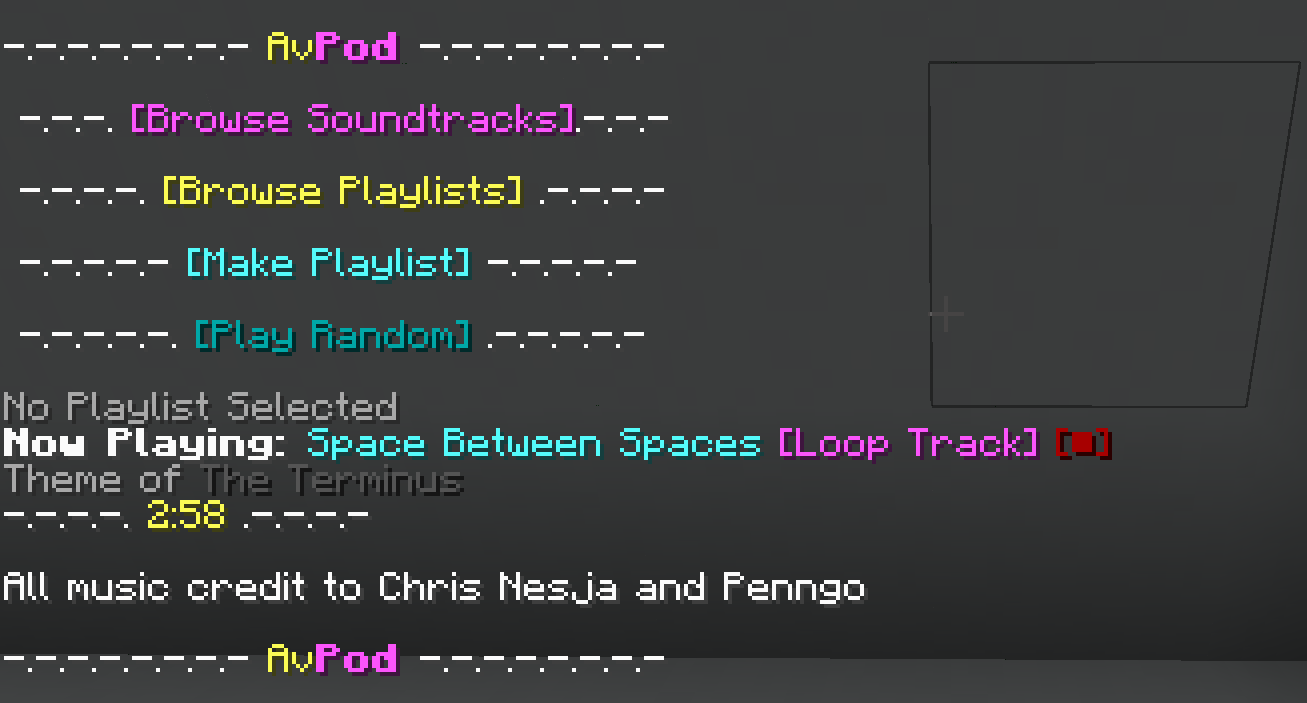 -.-.-.-.-.-.-.-.- AvPod -.-.-.-.-.-.-.-.-
-.-.-. [Browse Soundtracks].-.-.-
-.-.-.-. [Browse Playlists] .-.-.-.-
-.-.-.-.-.- [Make Playlist] -.-.-.-.-.-
-.-.-.-.-.-. [Play Random] .-.-.-.-.-.-
No Playlist Selected
Now Playing: Space Between Spaces [Loop Track] [■]
Theme of The Terminus
-.-.-.-.-. 2:58 .-.-.-.-.-
All music credit to Chris Nesja and Penngo
-.-.-.-.-.-.-.-.- AvPod -.-.-.-.-.-.-.-.-